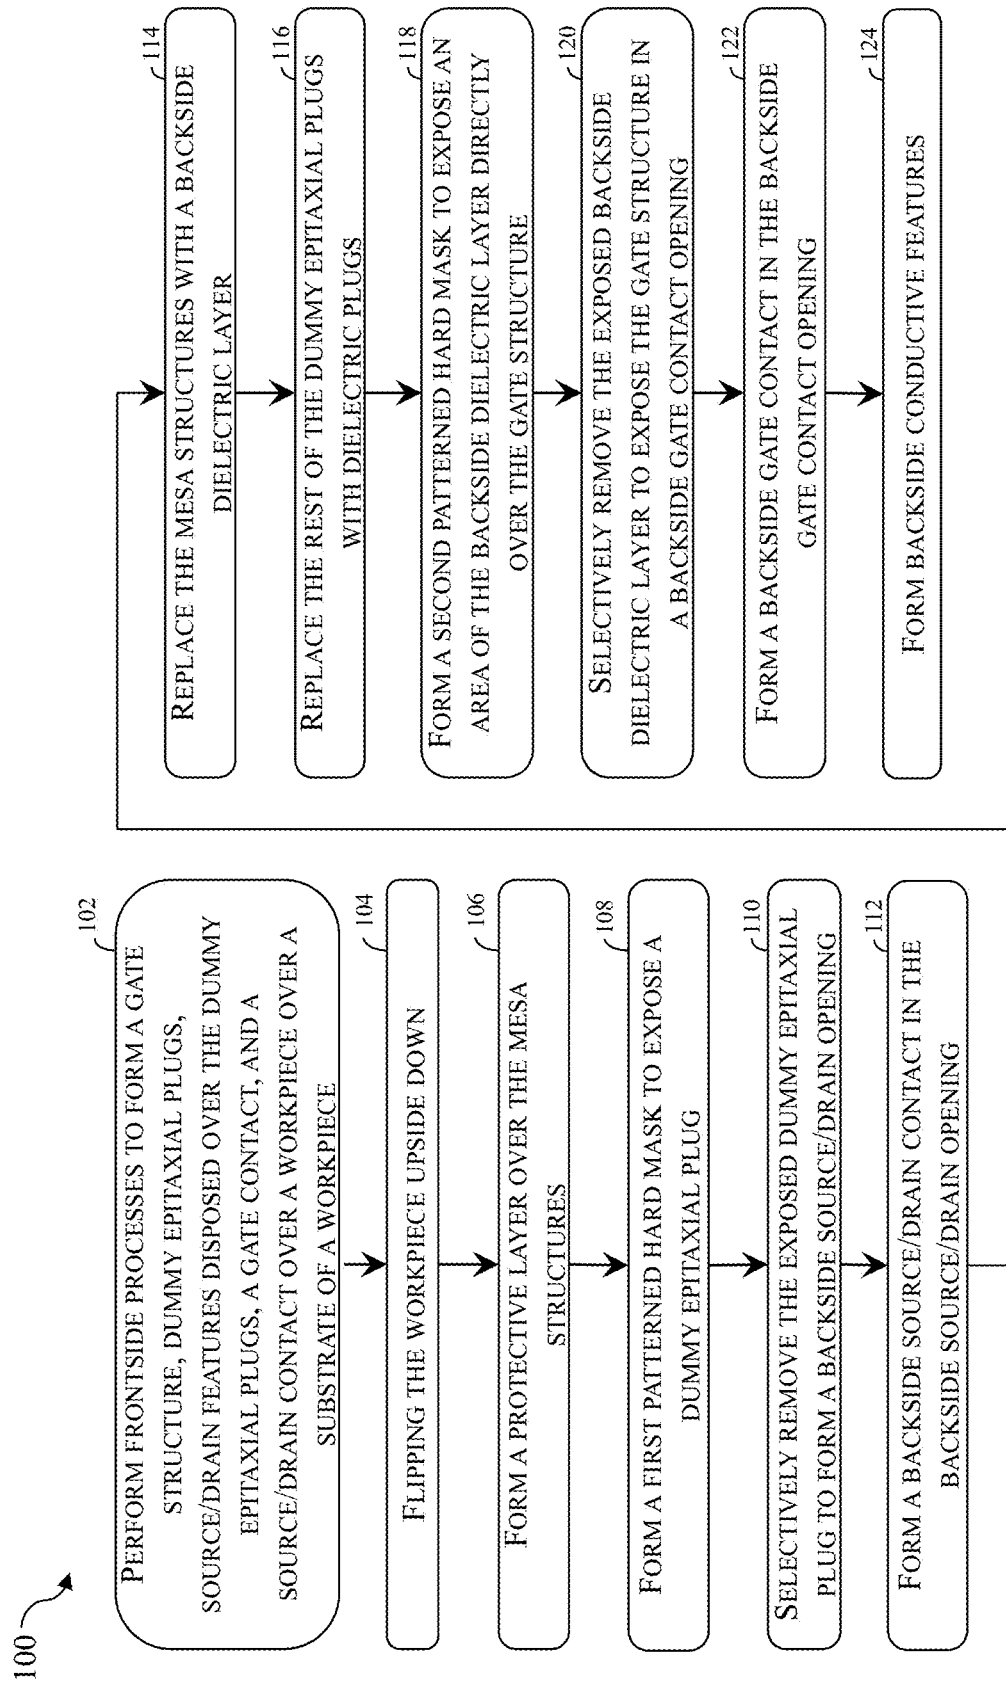 100
102
PERFORM FRONTSIDE PROCESSES TO FORM A GATE
STRUCTURE, DUMMY EPITAXIAL PLUGS,
SOURCE/DRAIN FEATURES DISPOSED OVER THE DUMMY
EPITAXIAL PLUGS, A GATE CONTACT, AND A
SOURCE/DRAIN CONTACT OVER A WORKPIECE OVER A
SUBSTRATE OF A WORKPIECE
104
FLIPPING THE WORKPIECE UPSIDE DOWN
106
FORM A PROTECTIVE LAYER OVER THE MESA
STRUCTURES
108
FORM A FIRST PATTERNED HARD MASK TO EXPOSE A
DUMMY EPITAXIAL PLUG
110
SELECTIVELY REMOVE THE EXPOSED DUMMY EPITAXIAL
PLUG TO FORM A BACKSIDE SOURCE/DRAIN OPENING
112
FORM A BACKSIDE SOURCE/DRAIN CONTACT IN THE
BACKSIDE SOURCE/DRAIN OPENING
114
REPLACE THE MESA STRUCTURES WITH A BACKSIDE
DIELECTRIC LAYER
116
REPLACE THE REST OF THE DUMMY EPITAXIAL PLUGS
WITH DIELECTRIC PLUGS
118
FORM A SECOND PATTERNED HARD MASK TO EXPOSE AN
AREA OF THE BACKSIDE DIELECTRIC LAYER DIRECTLY
OVER THE GATE STRUCTURE
120
SELECTIVELY REMOVE THE EXPOSED BACKSIDE
DIELECTRIC LAYER TO EXPOSE THE GATE STRUCTURE IN
A BACKSIDE GATE CONTACT OPENING
122
FORM A BACKSIDE GATE CONTACT IN THE BACKSIDE
GATE CONTACT OPENING
124
FORM BACKSIDE CONDUCTIVE FEATURES